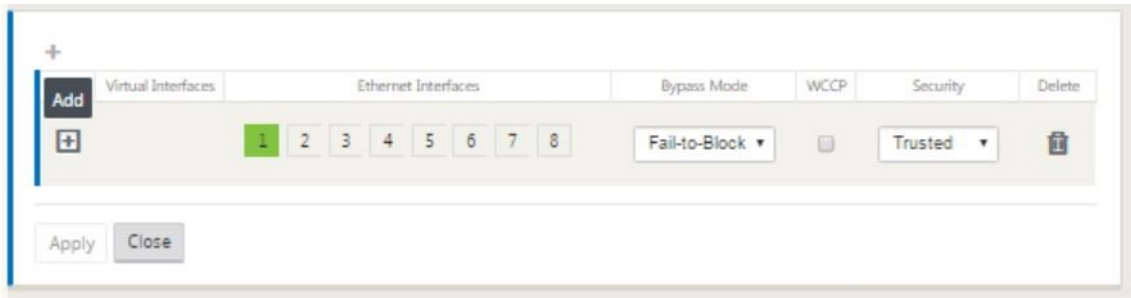 Add
Virtual Interfaces Ethernet Interfaces Bypass Mode WCCP Security Delete
1 2 3 4 5 6 7 8 Fail-to-Block Trusted
Apply Close